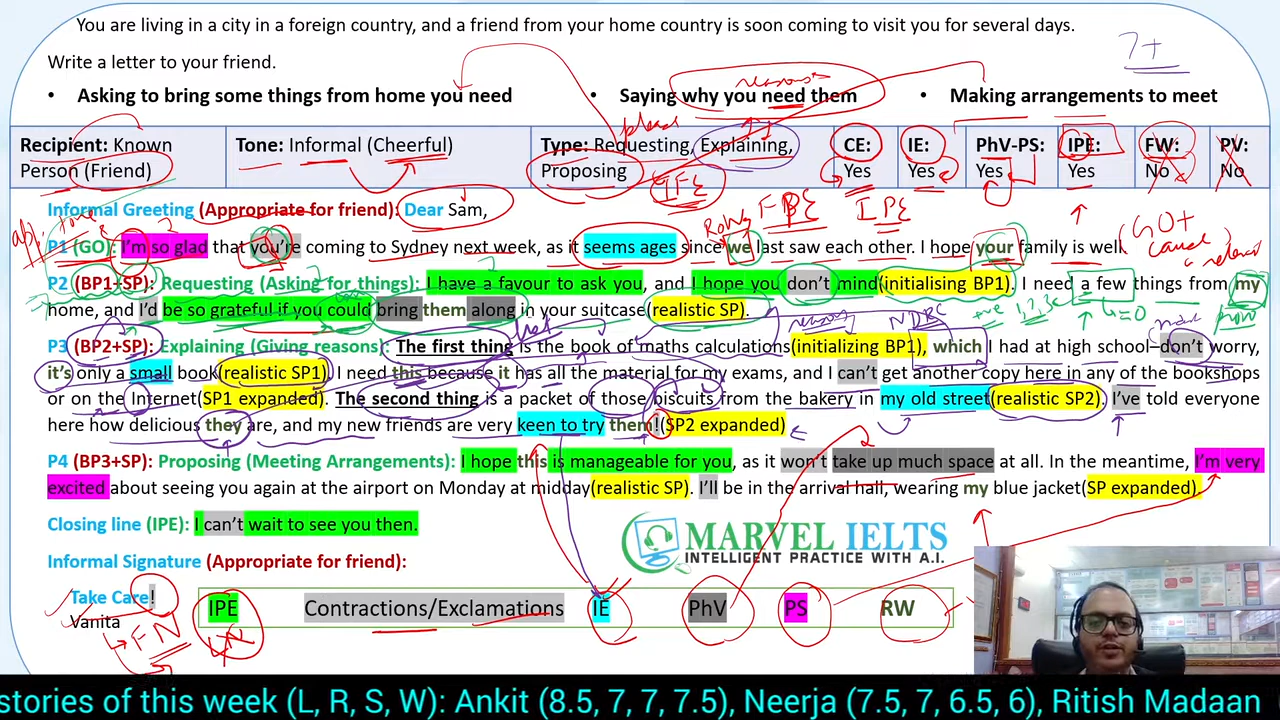 You are living in a city in a foreign country, and a friend from your home country is soon coming to visit you for several days.
7+
Write a letter to your friend.
reasons
• Asking to bring some things from home you need • Saying why you need them • Making arrangements to meet
plead
Recipient: Known Person (Friend) Tone: Informal (Cheerful) Type: Requesting, Explaining, Proposing CE: Yes IE: Yes PhV-PS: Yes IPE: Yes FW: No PV: No
IFE
Informal Greeting (Appropriate for friend): Dear Sam,
FBE IPE
P1 (GO): I'm so glad that you're coming to Sydney next week, as it seems ages since we last saw each other. I hope your family is well.
P2 (BP1+SP): Requesting (Asking for things): I have a favour to ask you, and I hope you don't mind(initialising BP1). I need a few things from my
home, and I'd be so grateful if you could bring them along in your suitcase(realistic SP).
P3 (BP2+SP): Explaining (Giving reasons): The first thing is the book of maths calculations(initializing BP1), which I had at high school–don't worry,
it's only a small book(realistic SP1). I need this because it has all the material for my exams, and I can't get another copy here in any of the bookshops
or on the Internet(SP1 expanded). The second thing is a packet of those biscuits from the bakery in my old street(realistic SP2). I've told everyone
here how delicious they are, and my new friends are very keen to try them!(SP2 expanded)
P4 (BP3+SP): Proposing (Meeting Arrangements): I hope this is manageable for you, as it won't take up much space at all. In the meantime, I'm very
excited about seeing you again at the airport on Monday at midday(realistic SP). I'll be in the arrival hall, wearing my blue jacket(SP expanded).
Closing line (IPE): I can't wait to see you then.
MARVEL IELTS
INTELLIGENT PRACTICE WITH A.I.
Informal Signature (Appropriate for friend):
Take Care!
Vanita
IPE Contractions/Exclamations IE PhV PS RW
FN
LN
stories of this week (L, R, S, W): Ankit (8.5, 7, 7, 7.5), Neerja (7.5, 7, 6.5, 6), Ritish Madaan